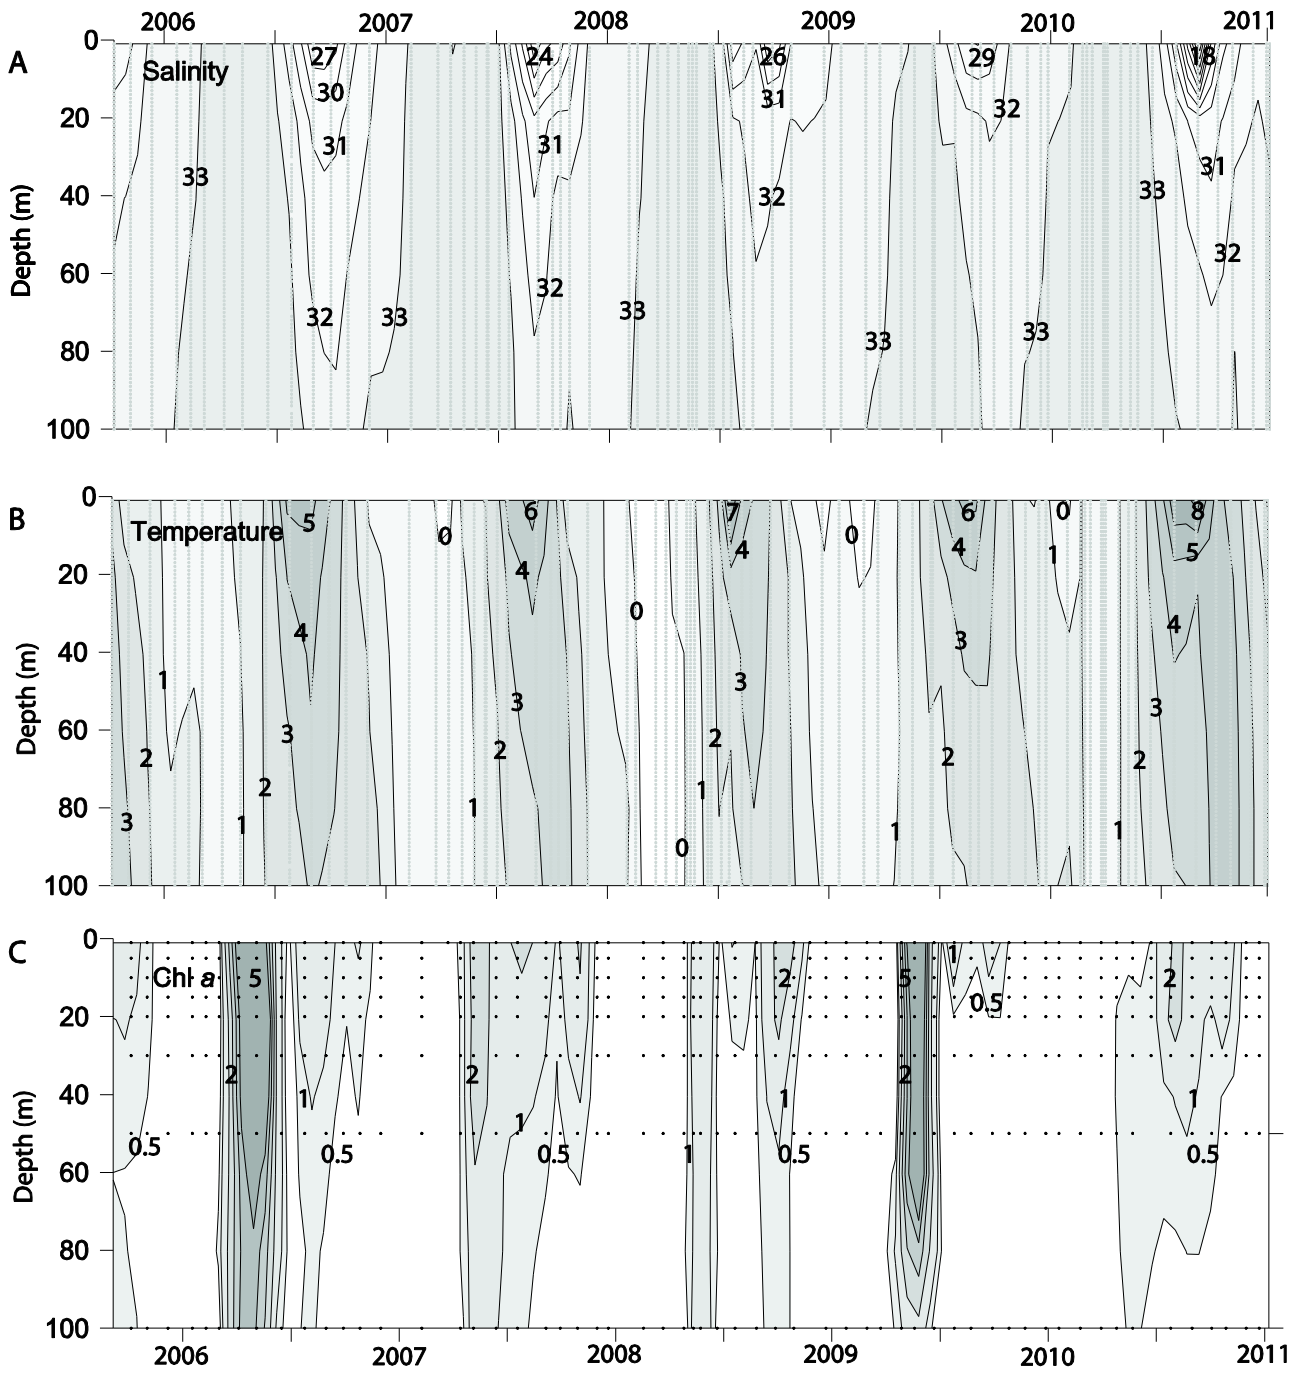 2006 2007 2008 2009 2010 2011
A
Salinity
Depth (m)
0
20
40
60
80
100
27 24 26 29 18
30 31 32
31 31 31
33 32 33
32 32 32
33 33 33 33
B
Temperature
Depth (m)
0
20
40
60
80
100
5 0 6 7 4 0 6 4 0 1 8 5
4 4 0 3 4
1 3 3 3
2 3 2 2 2 2
3 2 1 1 1 0 1 1
C
Chl a
Depth (m)
0
20
40
60
80
100
5 2 5 1 2
0.5
2 2 2
1 1 1 1
0.5 0.5 0.5 1 0.5 0.5
2006 2007 2008 2009 2010 2011